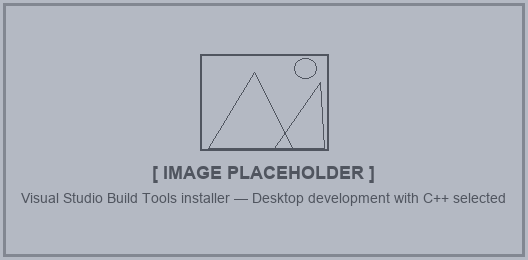 [ IMAGE PLACEHOLDER ]
Visual Studio Build Tools installer — Desktop development with C++ selected